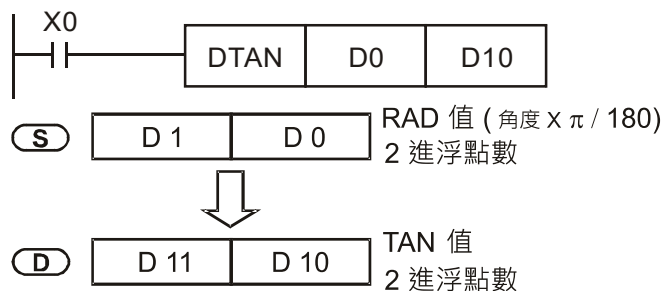 X0
DTAN D0 D10
S D 1 D 0 RAD 值 ( 角度 x π / 180)
2 進浮點數
D D 11 D 10 TAN 值
2 進浮點數